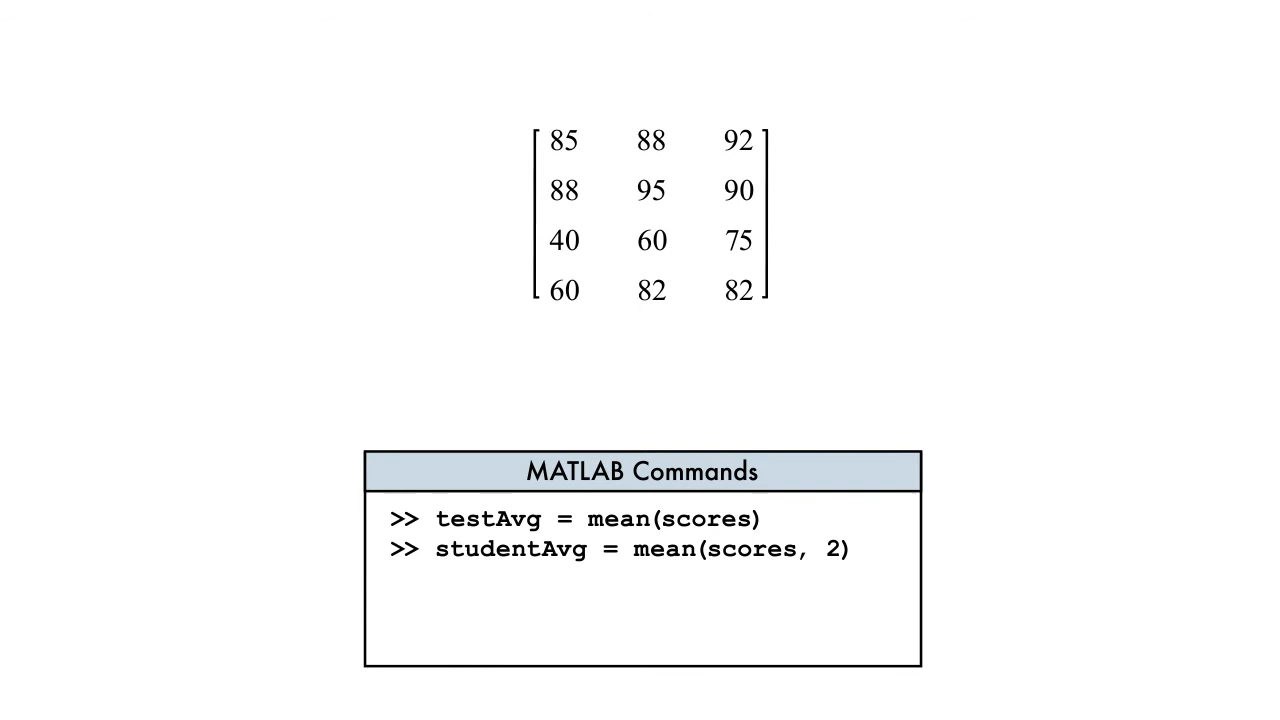 85 88 92
88 95 90
40 60 75
60 82 82
MATLAB Commands
>> testAvg = mean(scores)
>> studentAvg = mean(scores, 2)